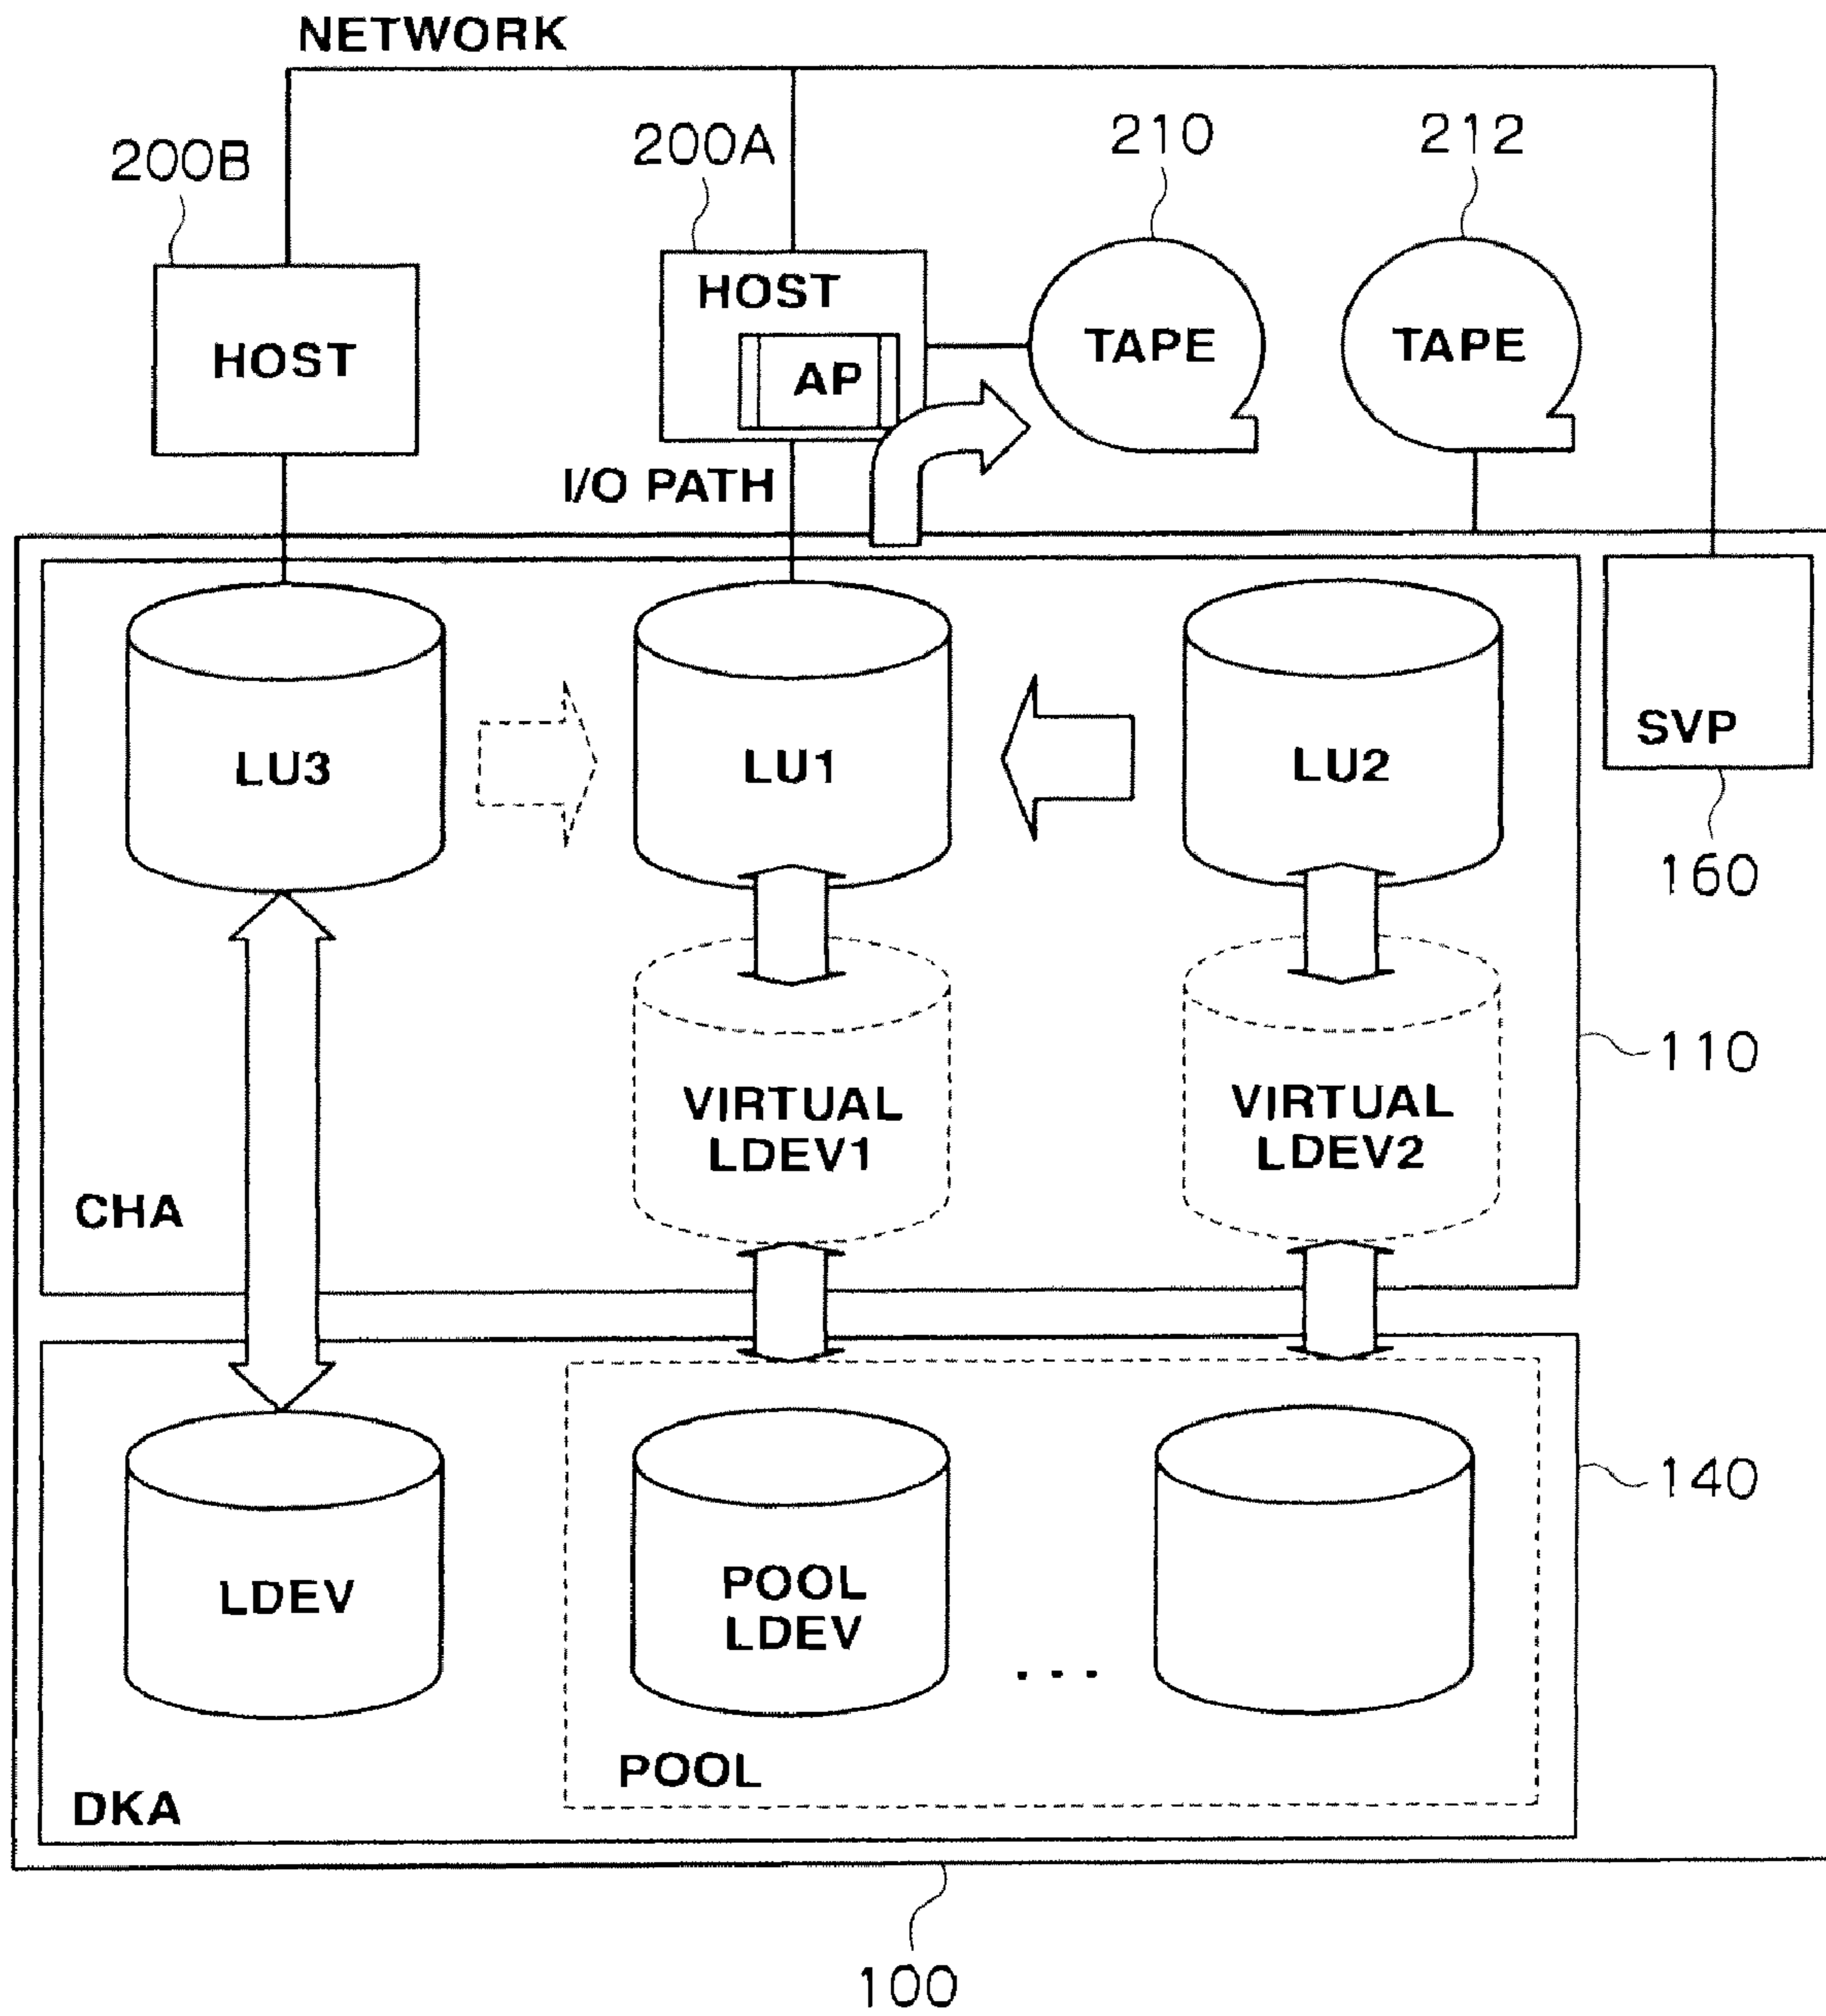 NETWORK
200B
200A
210
212
HOST
HOST
AP
TAPE
TAPE
I/O PATH
LU3
LU1
LU2
SVP
160
VIRTUAL
LDEV1
VIRTUAL
LDEV2
110
CHA
LDEV
POOL
LDEV
...
140
POOL
DKA
100